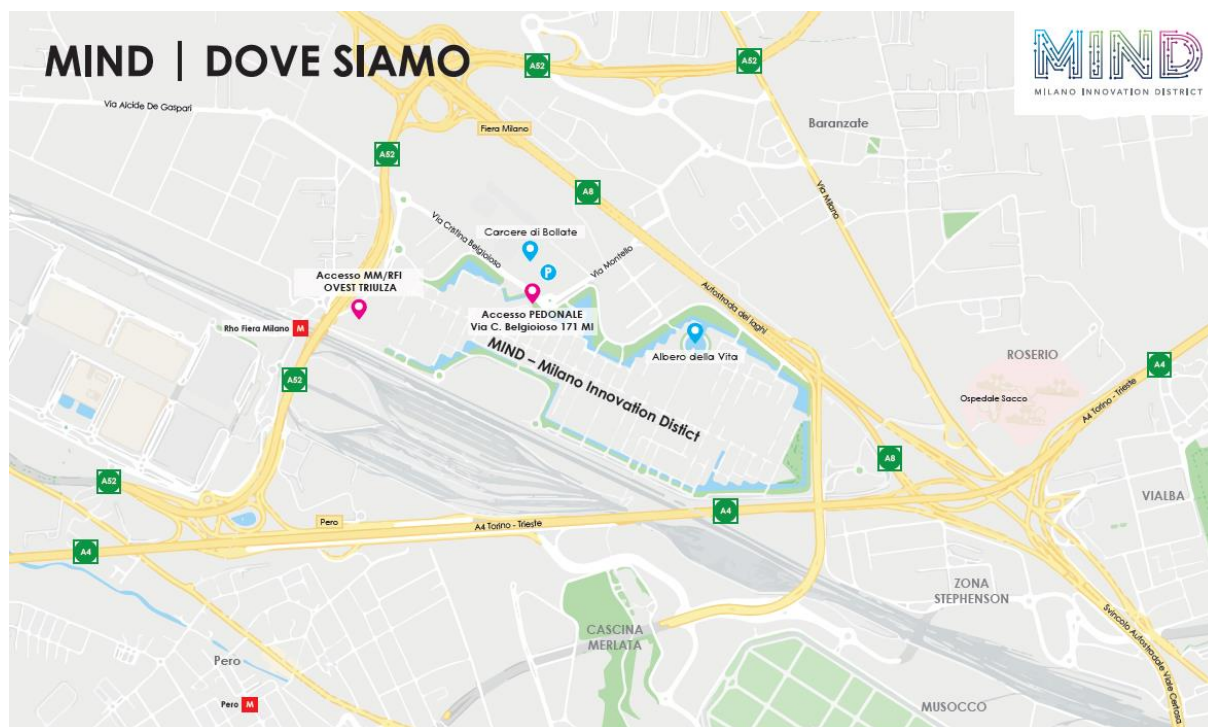 MIND | DOVE SIAMO
MIND
MILANO INNOVATION DISTRICT
A52
A52
Via Alcide De Gaspari
Fiera Milano
Baranzate
A52
A8
Via Milano
Via Cristina Belgioioso
Carcere di Bollate
P
Via Montello
Accesso MM/RFI
OVEST TRIULZA
Autostrada dei laghi
Accesso PEDONALE
Via C. Belgioioso 171 MI
Rho Fiera Milano M
Albero della Vita
MIND – Milano Innovation Distict
ROSERIO
A4
A52
Ospedale Sacco
A4 Torino - Trieste
A8
A52
VIALBA
A4
Pero
A4 Torino - Trieste
A4
ZONA
STEPHENSON
CASCINA
MERLATA
Svincolo Autostradale Viale Certosa
Pero
Pero M
MUSOCCO